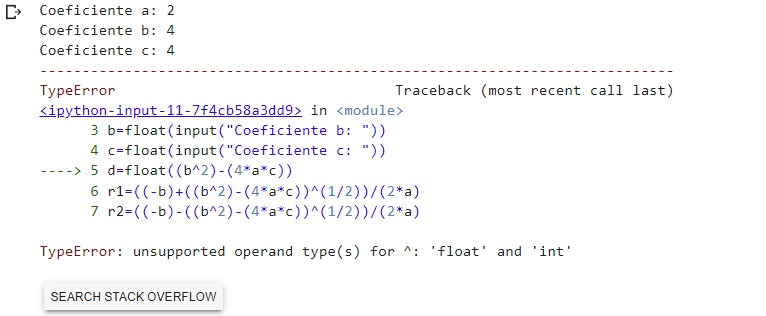 Coeficiente a: 2
Coeficiente b: 4
Coeficiente c: 4
---------------------------------------------------------------------------
TypeError                                 Traceback (most recent call last)
<ipython-input-11-7f4cb58a3dd9> in <module>
      3 b=float(input("Coeficiente b: "))
      4 c=float(input("Coeficiente c: "))
----> 5 d=float((b^2)-(4*a*c))
      6 r1=((-b)+((b^2)-(4*a*c))^(1/2))/(2*a)
      7 r2=((-b)-((b^2)-(4*a*c))^(1/2))/(2*a)
TypeError: unsupported operand type(s) for ^: 'float' and 'int'
SEARCH STACK OVERFLOW